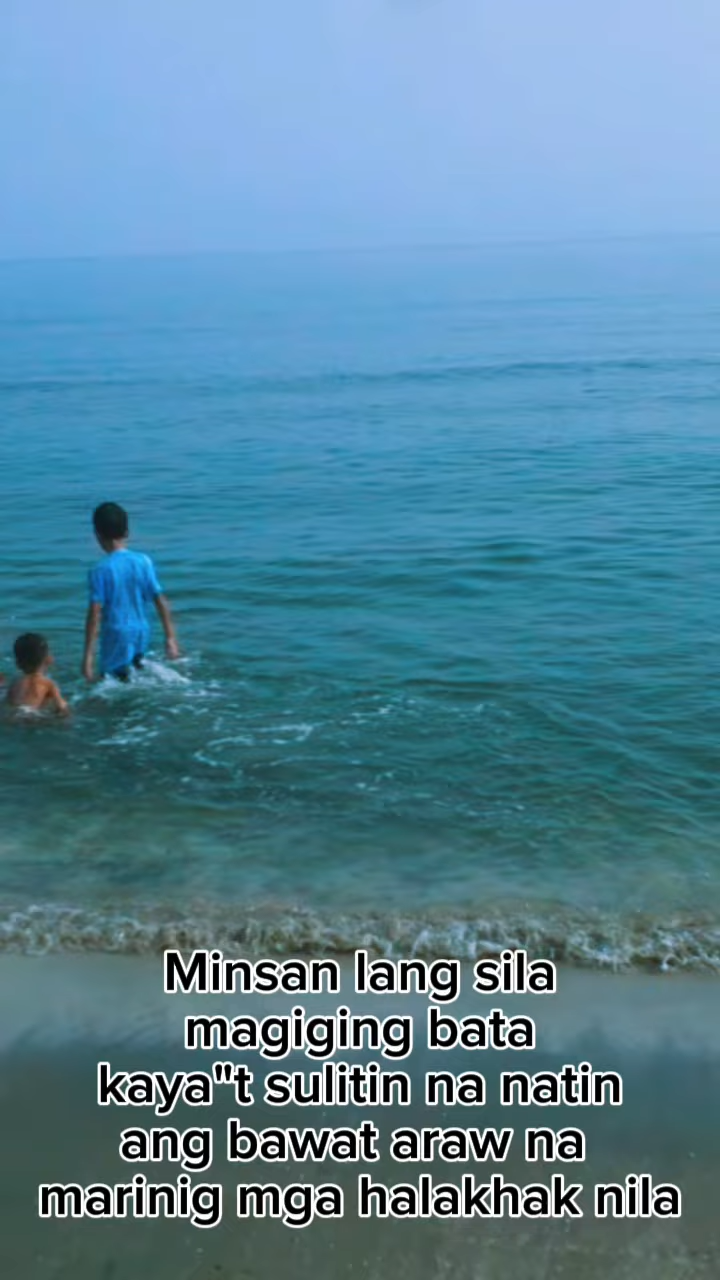 Minsan lang sila
magiging bata
kaya"t sulitin na natin
ang bawat araw na
marinig mga halakhak nila